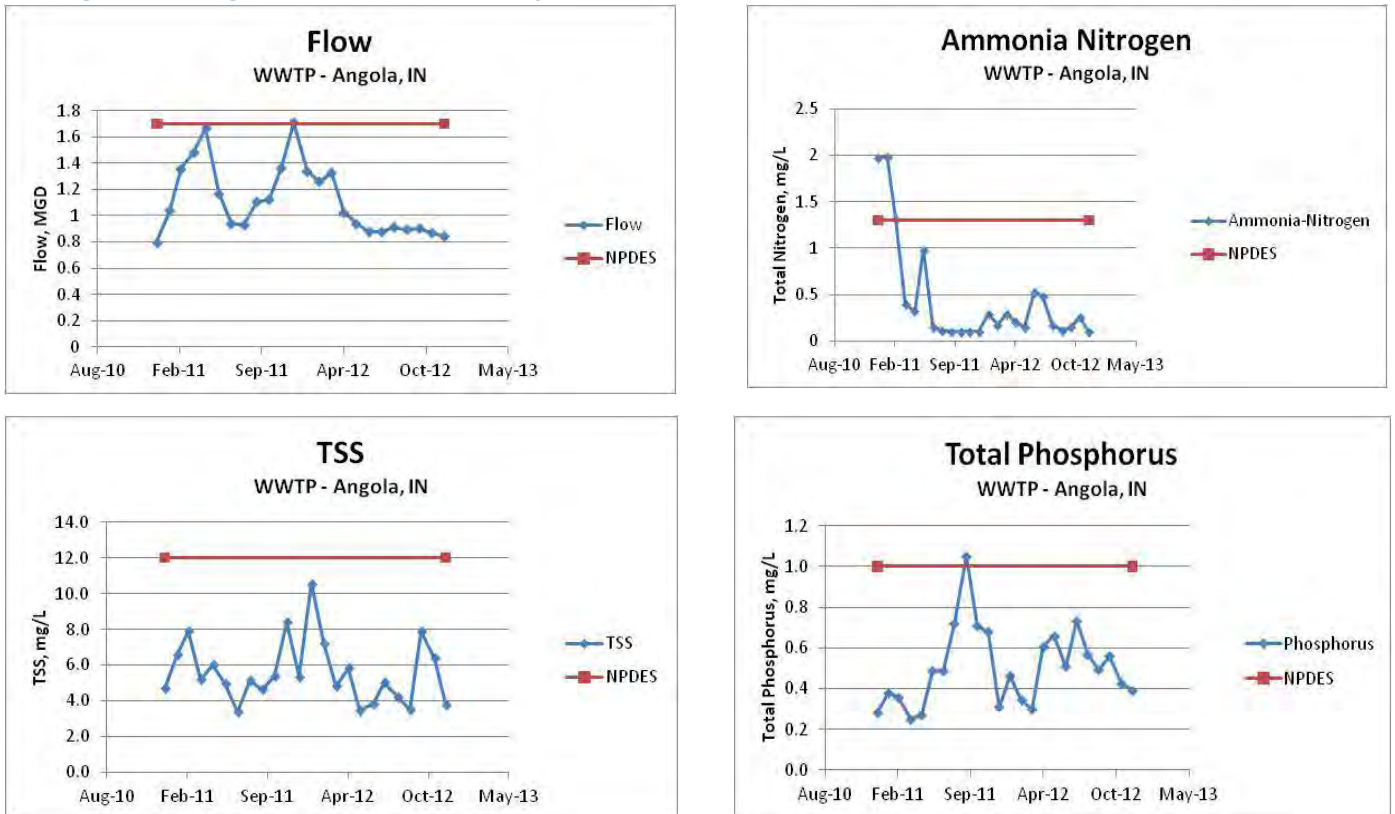 Flow
WWTP - Angola, IN
Flow, MGD
1.8
1.6
1.4
1.2
1
0.8
0.6
0.4
0.2
0
Aug-10 Feb-11 Sep-11 Apr-12 Oct-12 May-13
Flow
NPDES
Ammonia Nitrogen
WWTP - Angola, IN
Total Nitrogen, mg/L
2.5
2
1.5
1
0.5
0
Aug-10 Feb-11 Sep-11 Apr-12 Oct-12 May-13
Ammonia-Nitrogen
NPDES
TSS
WWTP - Angola, IN
TSS, mg/L
14.0
12.0
10.0
8.0
6.0
4.0
2.0
0.0
Aug-10 Feb-11 Sep-11 Apr-12 Oct-12 May-13
TSS
NPDES
Total Phosphorus
WWTP - Angola, IN
Total Phosphorus, mg/L
1.2
1.0
0.8
0.6
0.4
0.2
0.0
Aug-10 Feb-11 Sep-11 Apr-12 Oct-12 May-13
Phosphorus
NPDES